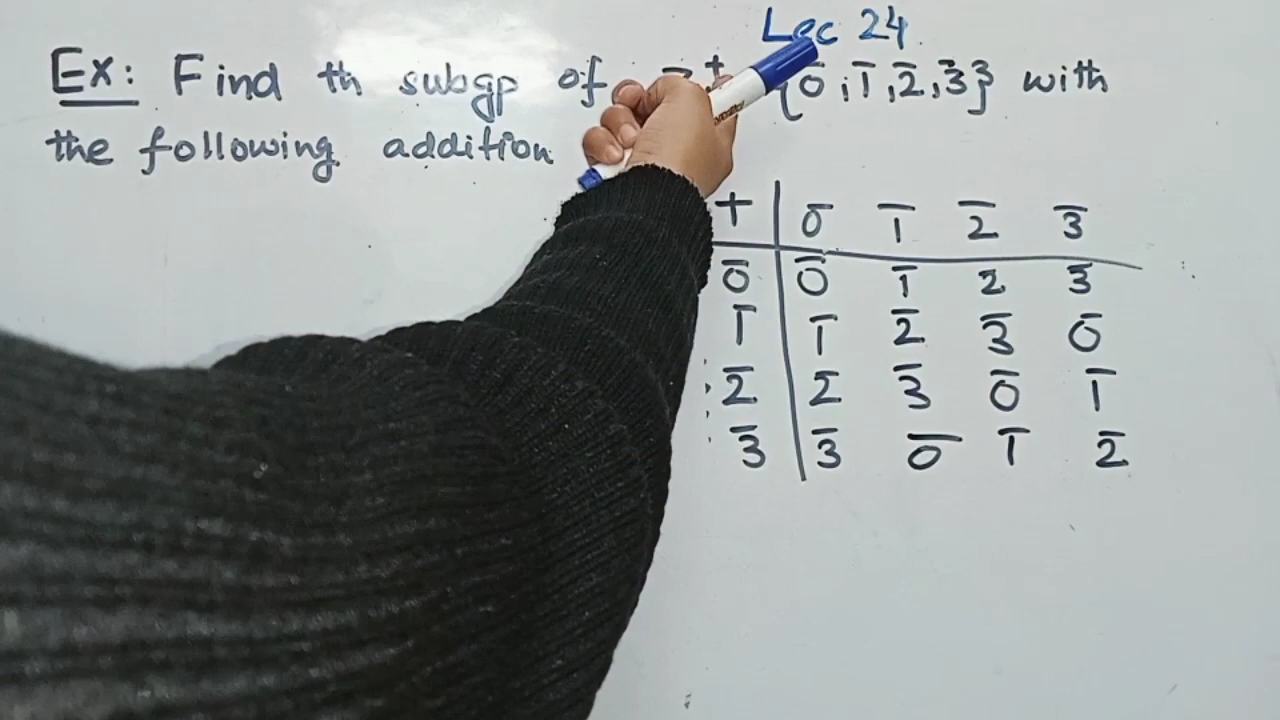 Lec 24
Ex: Find th subgp of {0̅, 1̅, 2̅, 3̅} with
the following addition
+ | 0̅ 1̅ 2̅ 3̅
0̅ | 0̅ 1̅ 2̅ 3̅
1̅ | 1̅ 2̅ 3̅ 0̅
2̅ | 2̅ 3̅ 0̅ 1̅
3̅ | 3̅ 0̅ 1̅ 2̅